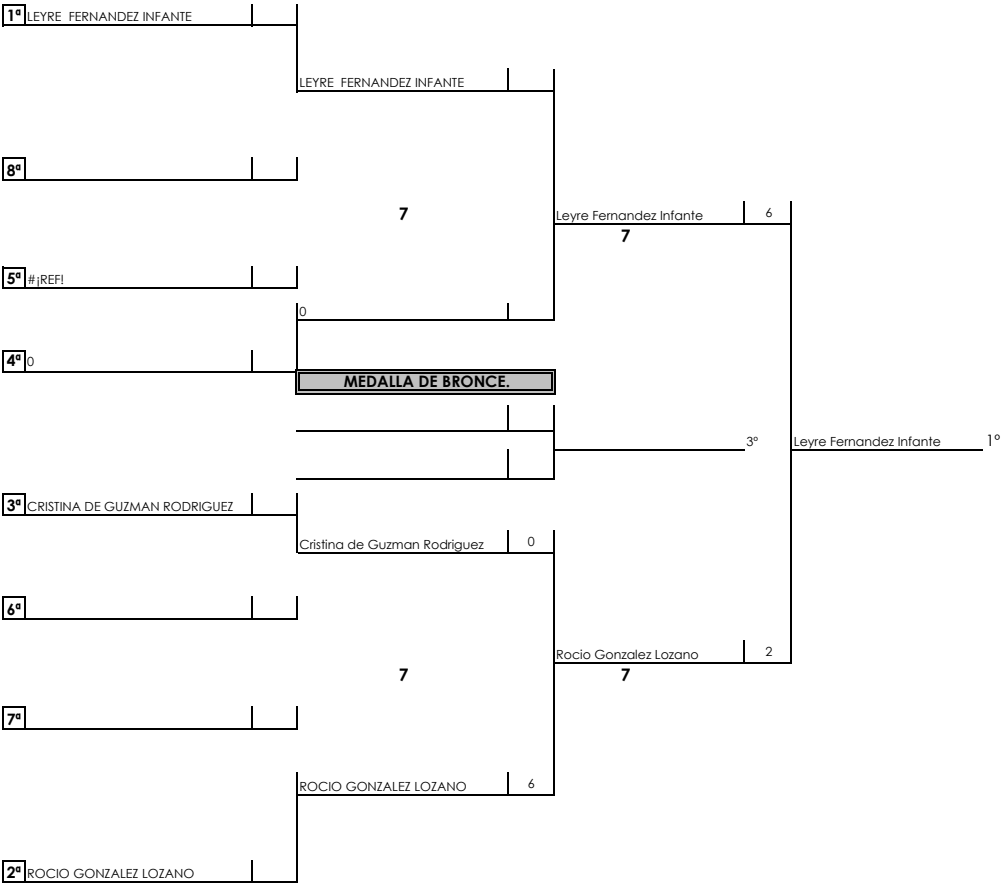 1ª LEYRE  FERNANDEZ INFANTE
LEYRE  FERNANDEZ INFANTE
8ª
7
Leyre Fernandez Infante 6
7
5ª #¡REF!
0
4ª 0
MEDALLA DE BRONCE.
3º
Leyre Fernandez Infante 1º
3ª CRISTINA DE GUZMAN RODRIGUEZ
Cristina de Guzman Rodriguez 0
6ª
Rocio Gonzalez Lozano 2
7
7
7ª
ROCIO GONZALEZ LOZANO 6
2ª ROCIO GONZALEZ LOZANO